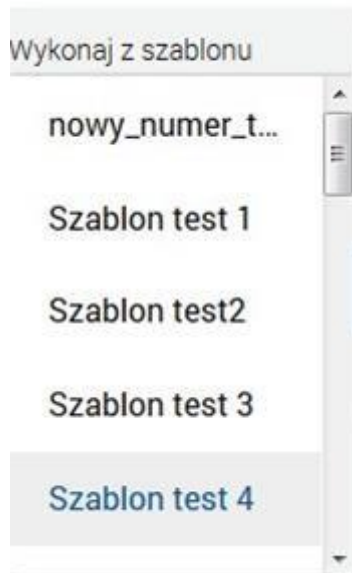 Wykonaj z szablonu
nowy_numer_t...
Szablon test 1
Szablon test2
Szablon test 3
Szablon test 4